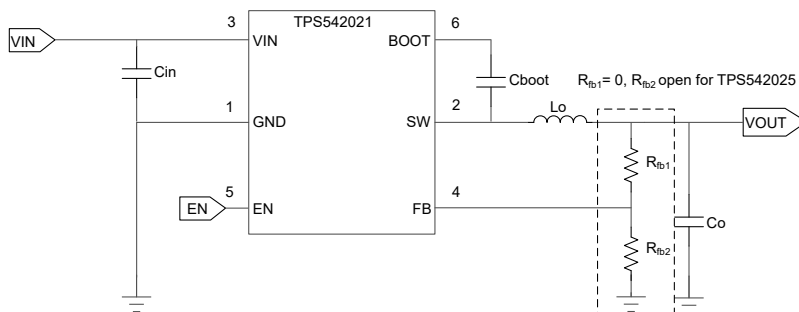 TPS542021
3
6
VIN
VIN
BOOT
Cin
Cboot
Rfb1= 0, Rfb2 open for TPS542025
1
2
Lo
GND
SW
VOUT
Rfb1
5
4
EN
EN
FB
Co
Rfb2